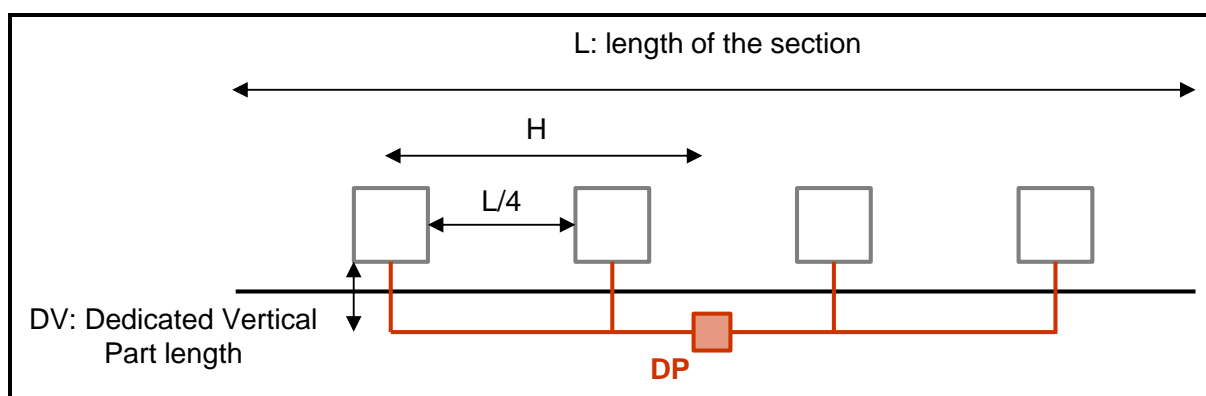 L: length of the section
H
L/4
DV: Dedicated Vertical
Part length
DP